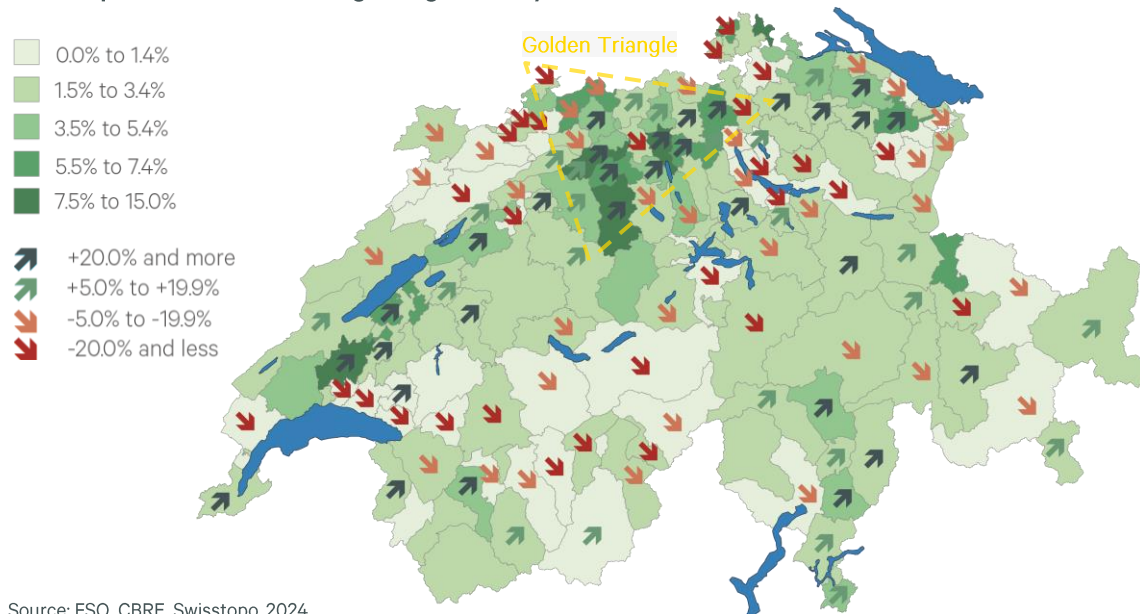 Golden Triangle
0.0% to 1.4%
1.5% to 3.4%
3.5% to 5.4%
5.5% to 7.4%
7.5% to 15.0%
+20.0% and more
+5.0% to +19.9%
-5.0% to -19.9%
-20.0% and less
Source: FSO, CBRE, Swisstopo, 2024